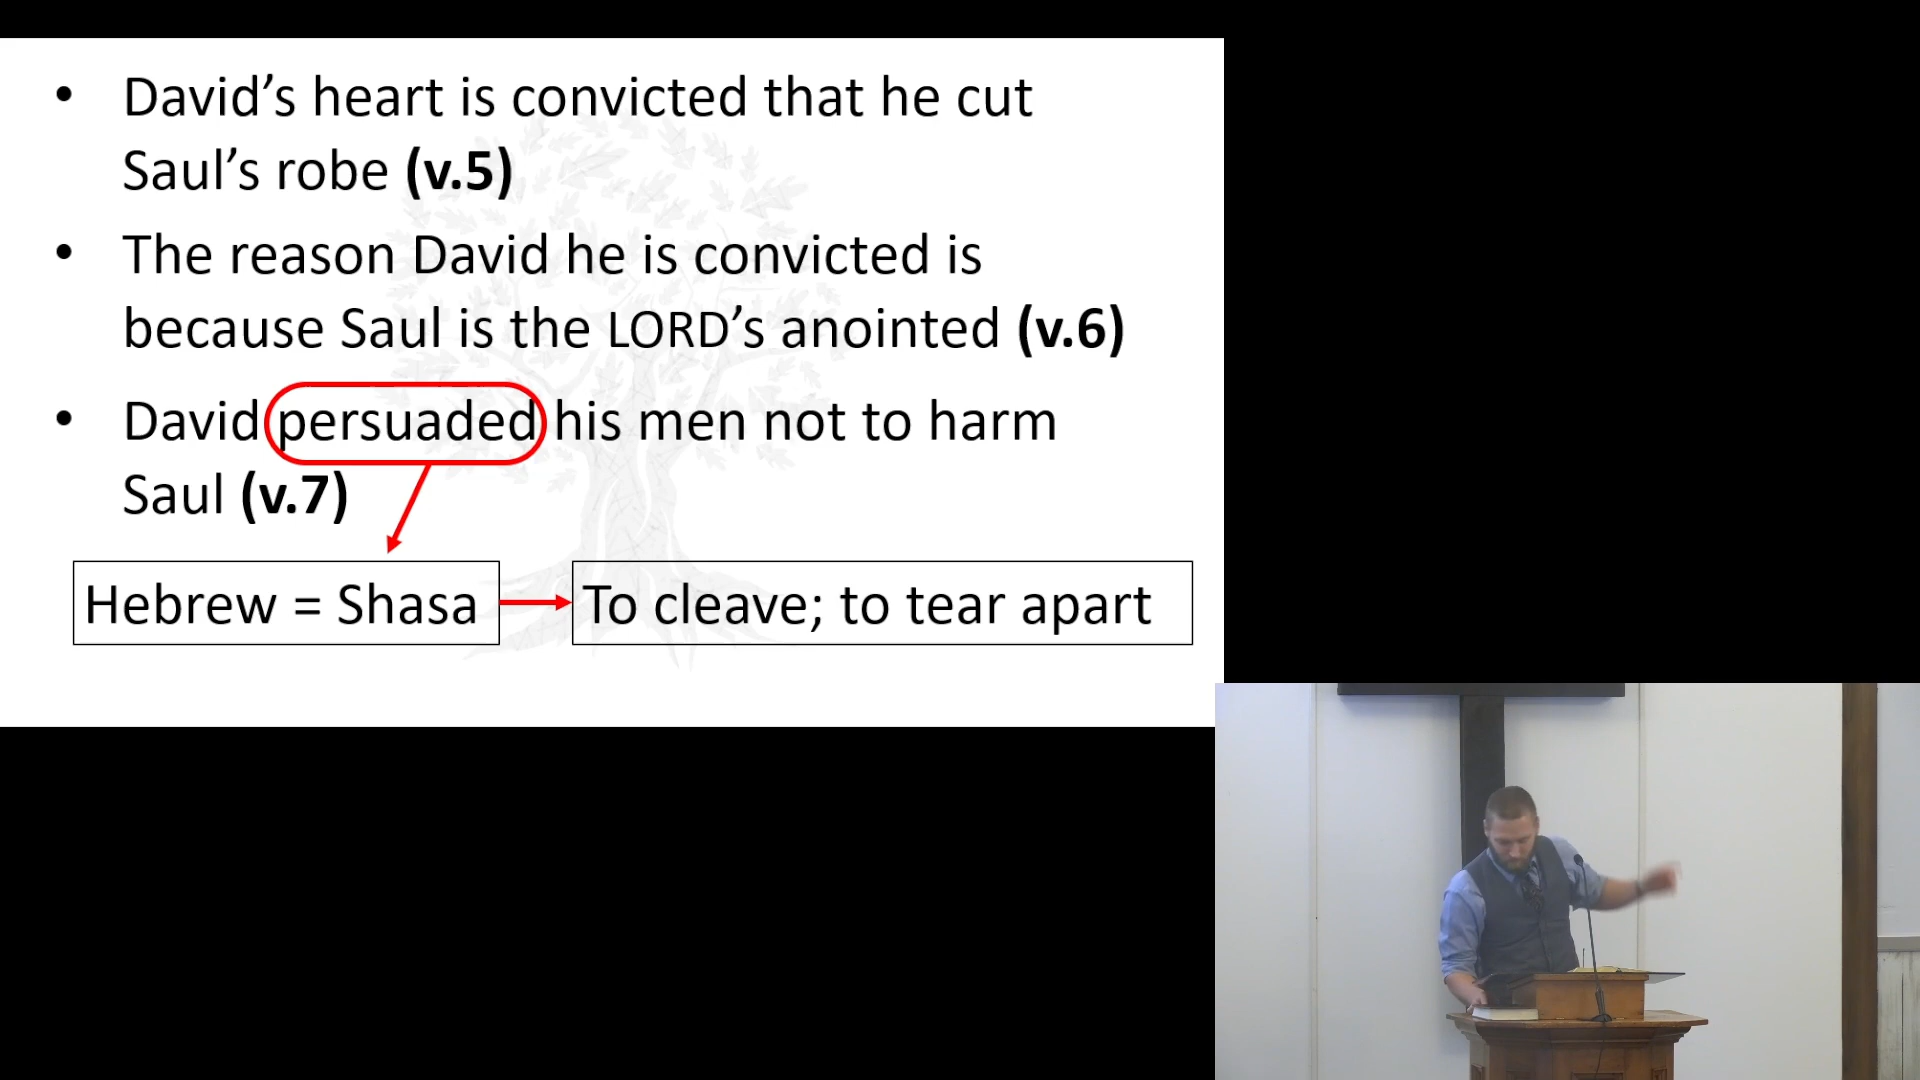 • David’s heart is convicted that he cut
Saul’s robe (v.5)
• The reason David he is convicted is
because Saul is the LORD’s anointed (v.6)
• David persuaded his men not to harm
Saul (v.7)
Hebrew = Shasa
To cleave; to tear apart